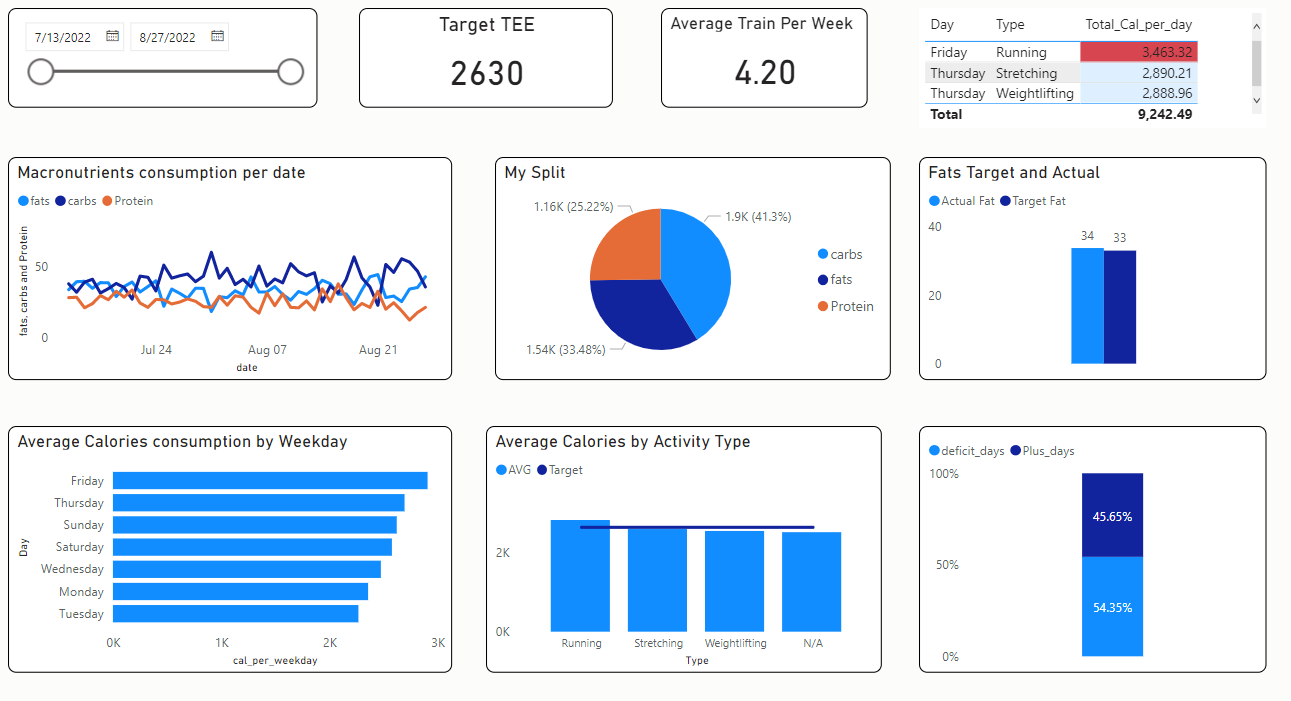 7/13/2022 8/27/2022
Target TEE
2630
Average Train Per Week
4.20
Day Type Total_Cal_per_day
Friday Running 3,463.32
Thursday Stretching 2,890.21
Thursday Weightlifting 2,888.96
Total 9,242.49
Macronutrients consumption per date
fats carbs Protein
fats, carbs and Protein
50
0
Jul 24 Aug 07 Aug 21
date
My Split
1.16K (25.22%)
1.9K (41.3%)
1.54K (33.48%)
carbs
fats
Protein
Fats Target and Actual
Actual Fat Target Fat
40
20
0
34 33
Average Calories consumption by Weekday
Day
Friday
Thursday
Sunday
Saturday
Wednesday
Monday
Tuesday
0K 1K 2K 3K
cal_per_weekday
Average Calories by Activity Type
AVG Target
2K
0K
Running Stretching Weightlifting N/A
Type
deficit_days Plus_days
100%
50%
0%
45.65%
54.35%